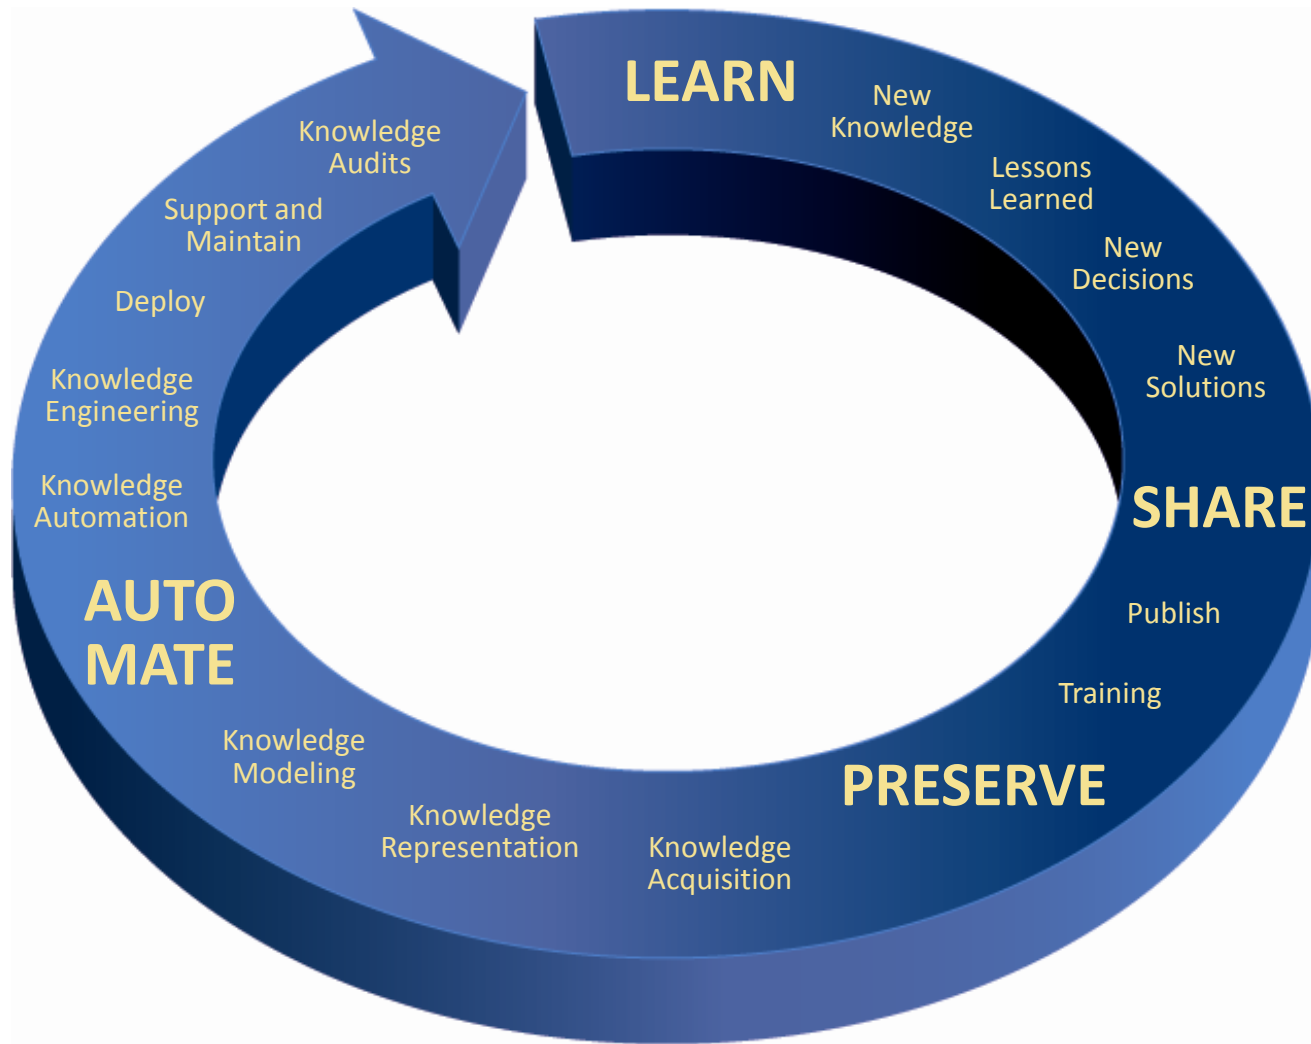 LEARN
New
Knowledge
Lessons
Learned
New
Decisions
New
Solutions
SHARE
Publish
Training
PRESERVE
Knowledge
Acquisition
Knowledge
Representation
Knowledge
Modeling
AUTO
MATE
Knowledge
Automation
Knowledge
Engineering
Deploy
Support and
Maintain
Knowledge
Audits